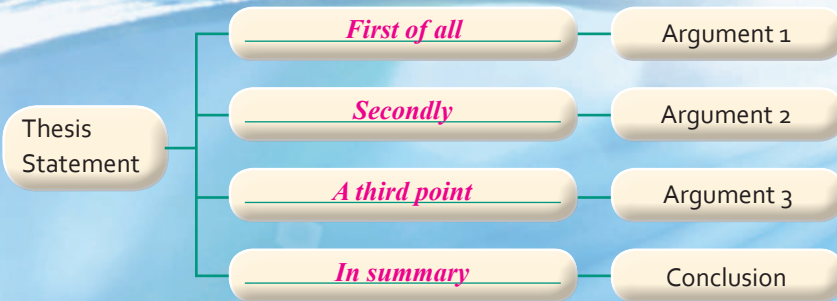 First of all
Argument 1
Secondly
Argument 2
Thesis
Statement
A third point
Argument 3
In summary
Conclusion